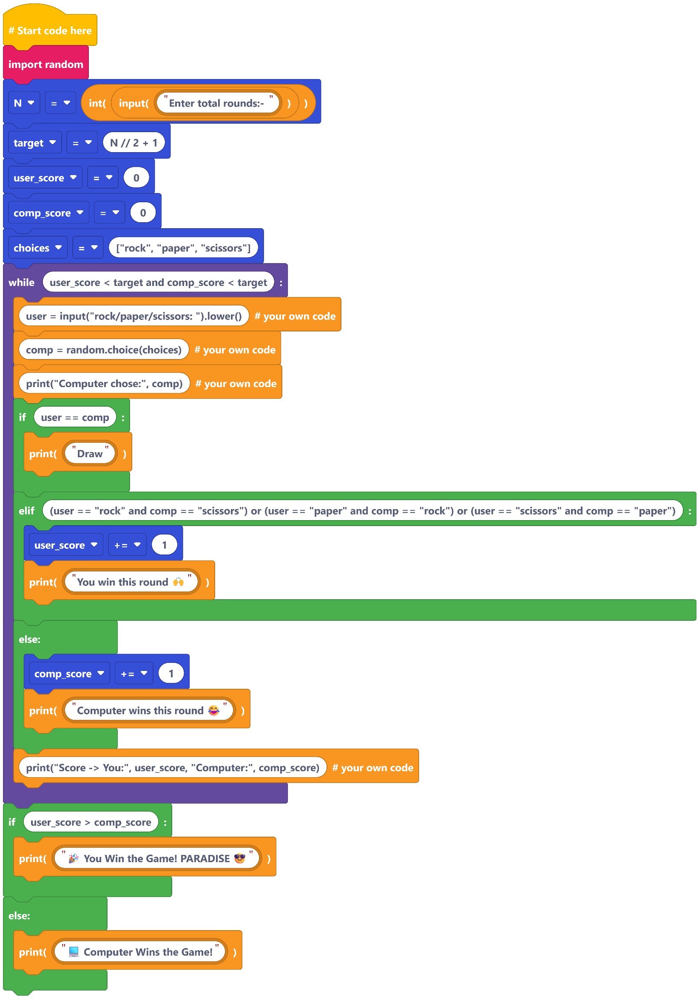 # Start code here
import random
N = int( input( "Enter total rounds:- " ) )
target = N // 2 + 1
user_score = 0
comp_score = 0
choices = ["rock", "paper", "scissors"]
while user_score < target and comp_score < target :
user = input("rock/paper/scissors: ").lower() # your own code
comp = random.choice(choices) # your own code
print("Computer chose:", comp) # your own code
if user == comp :
print( "Draw" )
elif (user == "rock" and comp == "scissors") or (user == "paper" and comp == "rock") or (user == "scissors" and comp == "paper") :
user_score += 1
print( "You win this round 🙌 " )
else:
comp_score += 1
print( "Computer wins this round 😂 " )
print("Score -> You:", user_score, "Computer:", comp_score) # your own code
if user_score > comp_score :
print( "🎉 You Win the Game! PARADISE 😎 " )
else:
print( "💻 Computer Wins the Game!" )